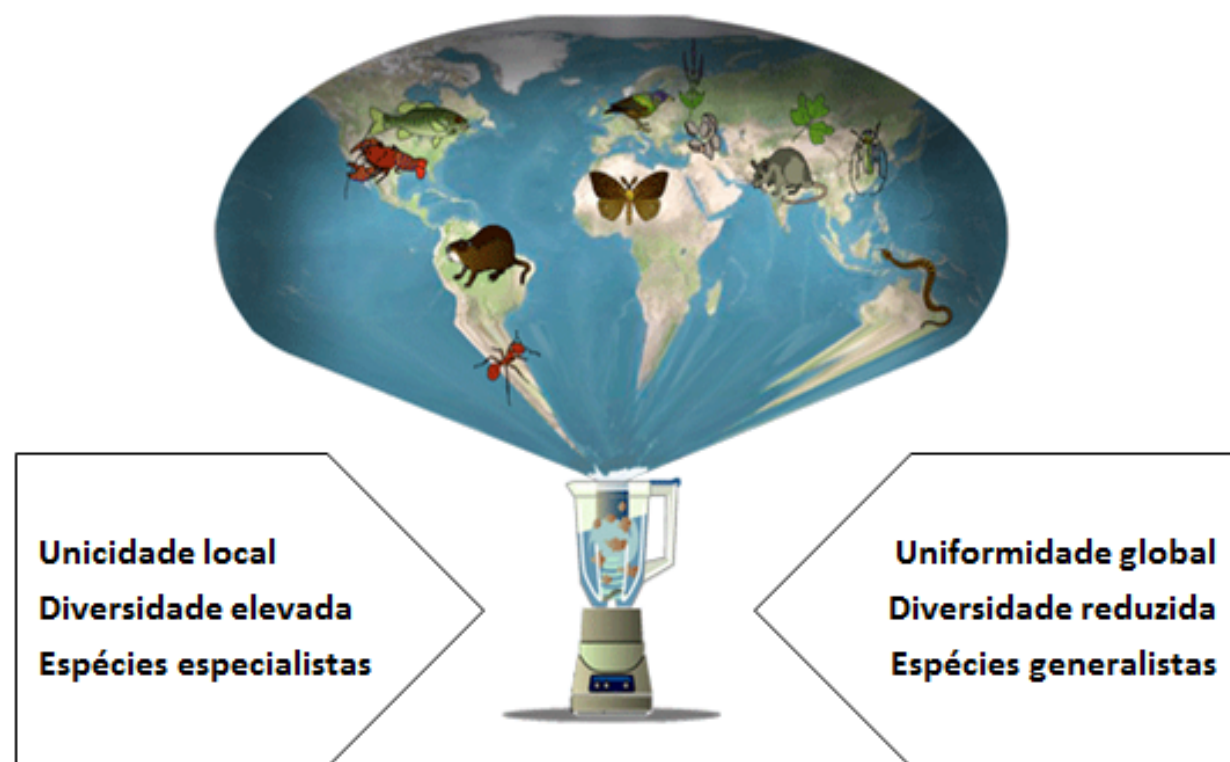 Unicidade local
Diversidade elevada
Espécies especialistas
Uniformidade global
Diversidade reduzida
Espécies generalistas